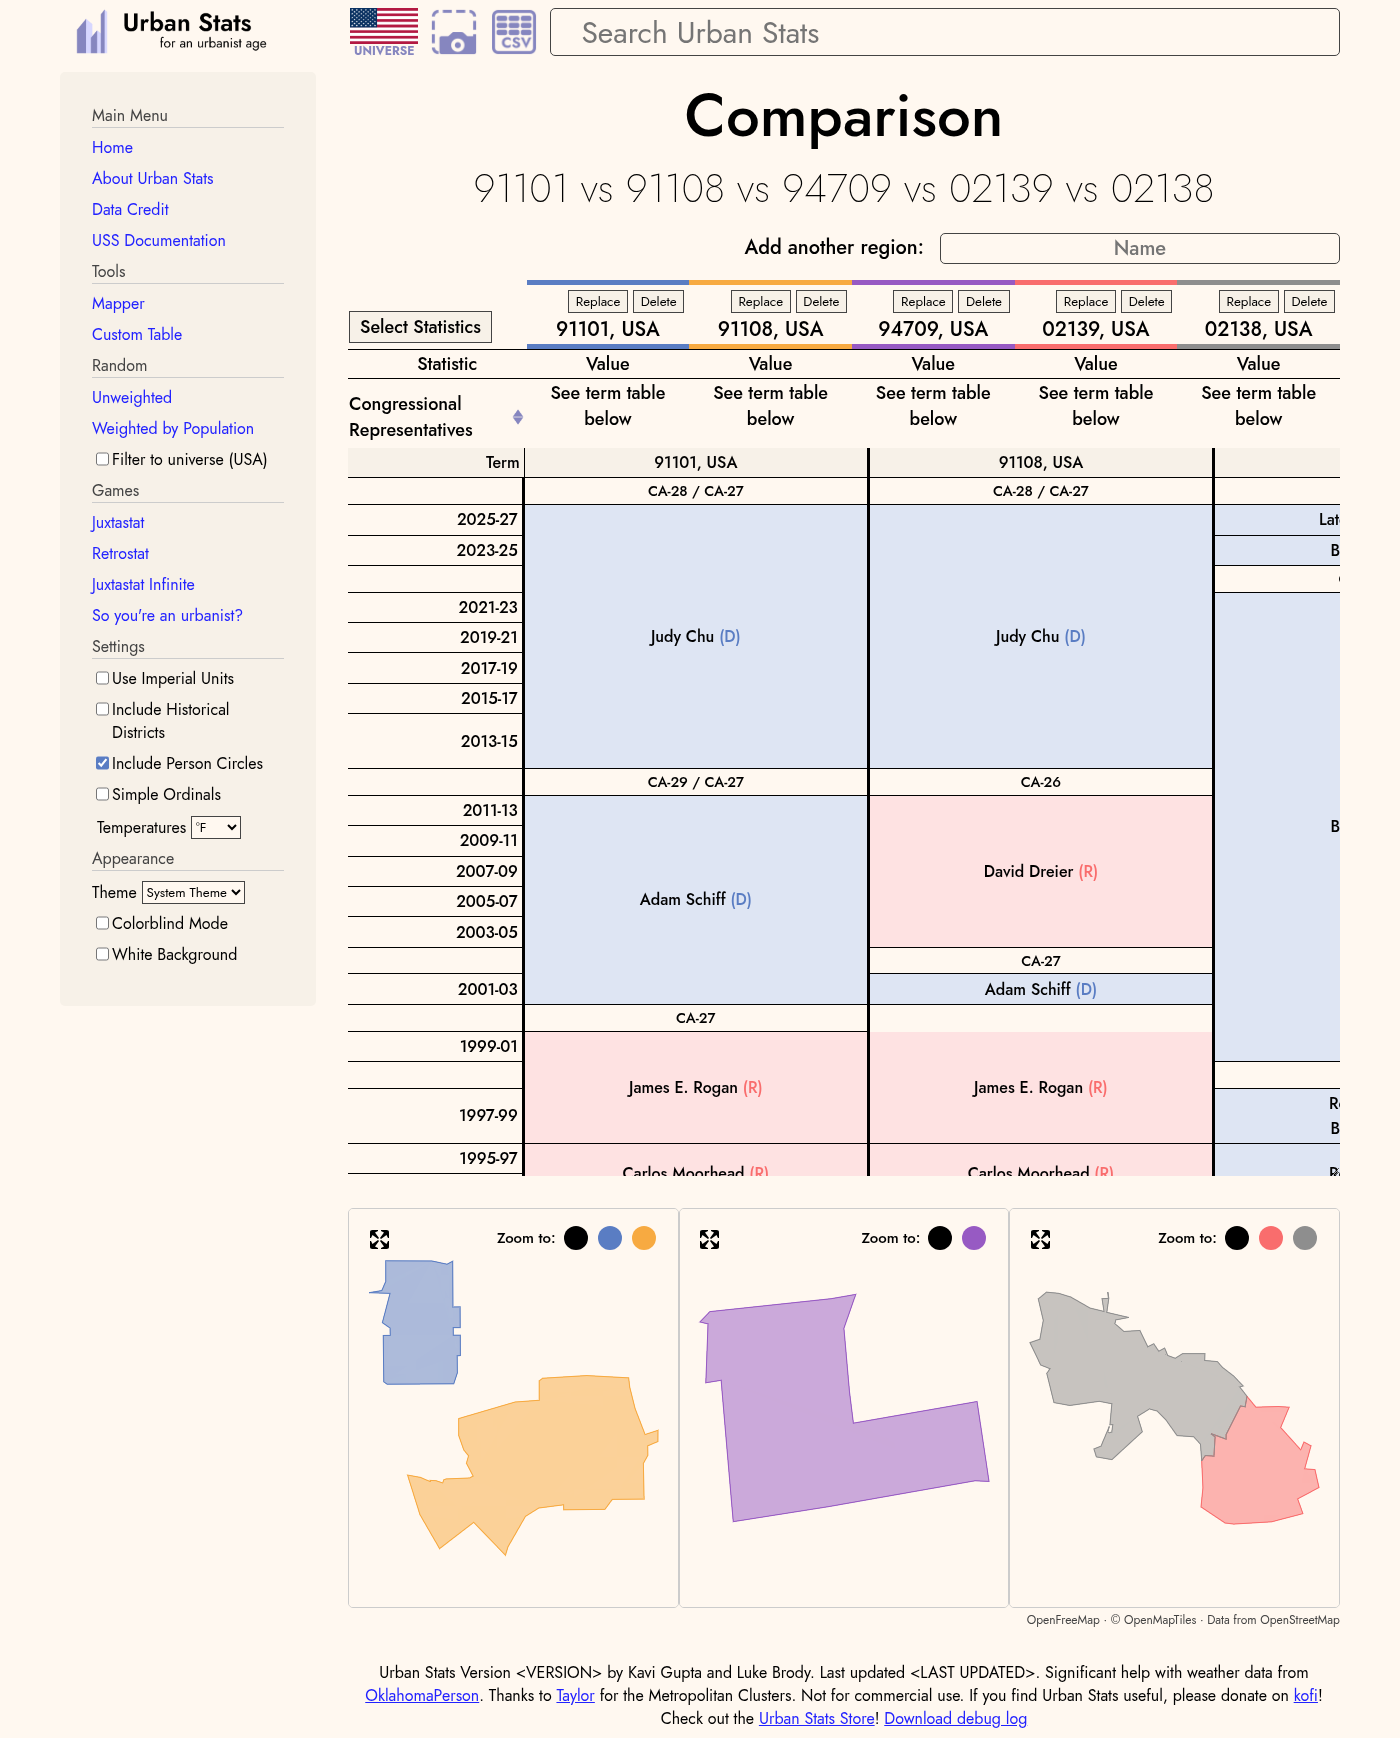 Urban Stats
for an urbanist age
UNIVERSE
CSV
Search Urban Stats
Main Menu
Home
About Urban Stats
Data Credit
USS Documentation
Tools
Mapper
Custom Table
Random
Unweighted
Weighted by Population
Filter to universe (USA)
Games
Juxtastat
Retrostat
Juxtastat Infinite
So you're an urbanist?
Settings
Use Imperial Units
Include Historical
Districts
Include Person Circles
Simple Ordinals
Temperatures °F
Appearance
Theme System Theme
Colorblind Mode
White Background
Comparison
91101 vs 91108 vs 94709 vs 02139 vs 02138
Add another region: Name
Replace Delete Replace Delete Replace Delete Replace Delete Replace Delete
Select Statistics 91101, USA 91108, USA 94709, USA 02139, USA 02138, USA
Statistic Value Value Value Value Value
Congressional Representatives See term table below See term table below See term table below See term table below See term table below
Term 91101, USA 91108, USA
CA-28 / CA-27 CA-28 / CA-27
2025-27
2023-25
2021-23
2019-21
Judy Chu (D) Judy Chu (D)
2017-19
2015-17
2013-15
CA-29 / CA-27 CA-26
2011-13
2009-11
2007-09 David Dreier (R)
Adam Schiff (D)
2005-07
2003-05
CA-27
2001-03 Adam Schiff (D)
CA-27
1999-01
James E. Rogan (R) James E. Rogan (R)
1997-99
1995-97
Carlos Moorhead (R) Carlos Moorhead (R)
Zoom to: Zoom to: Zoom to:
OpenFreeMap · © OpenMapTiles · Data from OpenStreetMap
Urban Stats Version <VERSION> by Kavi Gupta and Luke Brody. Last updated <LAST UPDATED>. Significant help with weather data from
OklahomaPerson. Thanks to Taylor for the Metropolitan Clusters. Not for commercial use. If you find Urban Stats useful, please donate on kofi!
Check out the Urban Stats Store! Download debug log